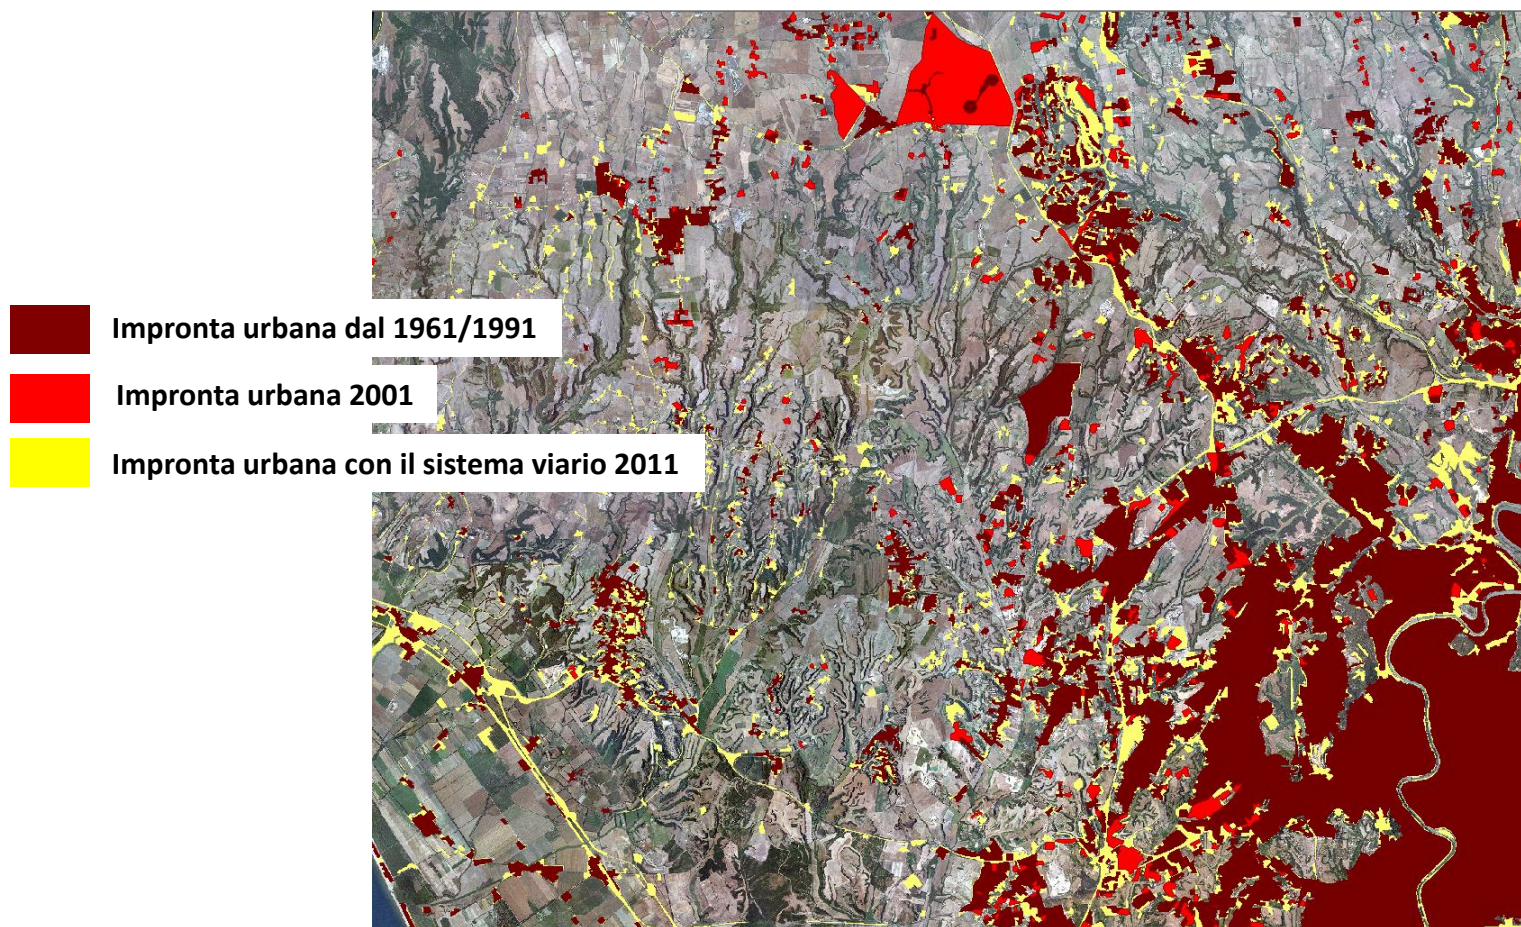 Impronta urbana dal 1961/1991
Impronta urbana 2001
Impronta urbana con il sistema viario 2011